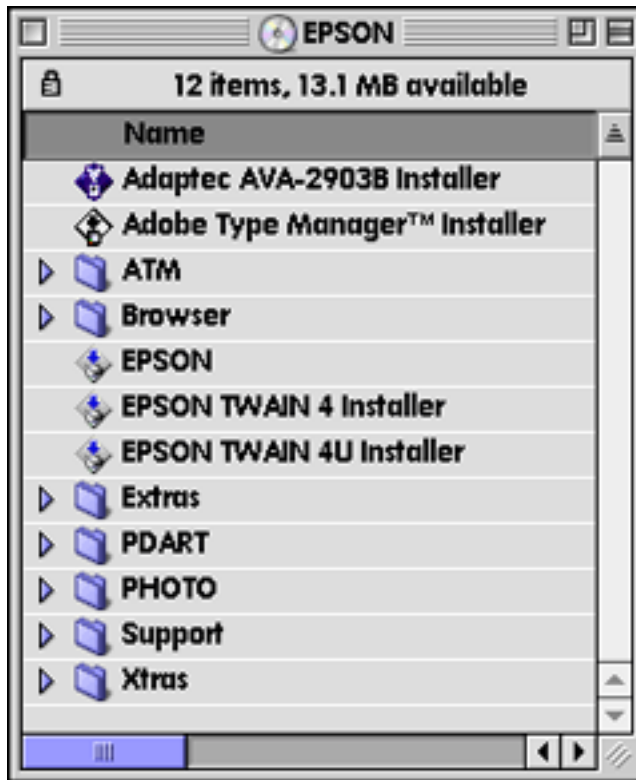 EPSON
12 items, 13.1 MB available
Name
Adaptec AVA-2903B Installer
Adobe Type Manager™ Installer
ATM
Browser
EPSON
EPSON TWAIN 4 Installer
EPSON TWAIN 4U Installer
Extras
PDART
PHOTO
Support
Xtras